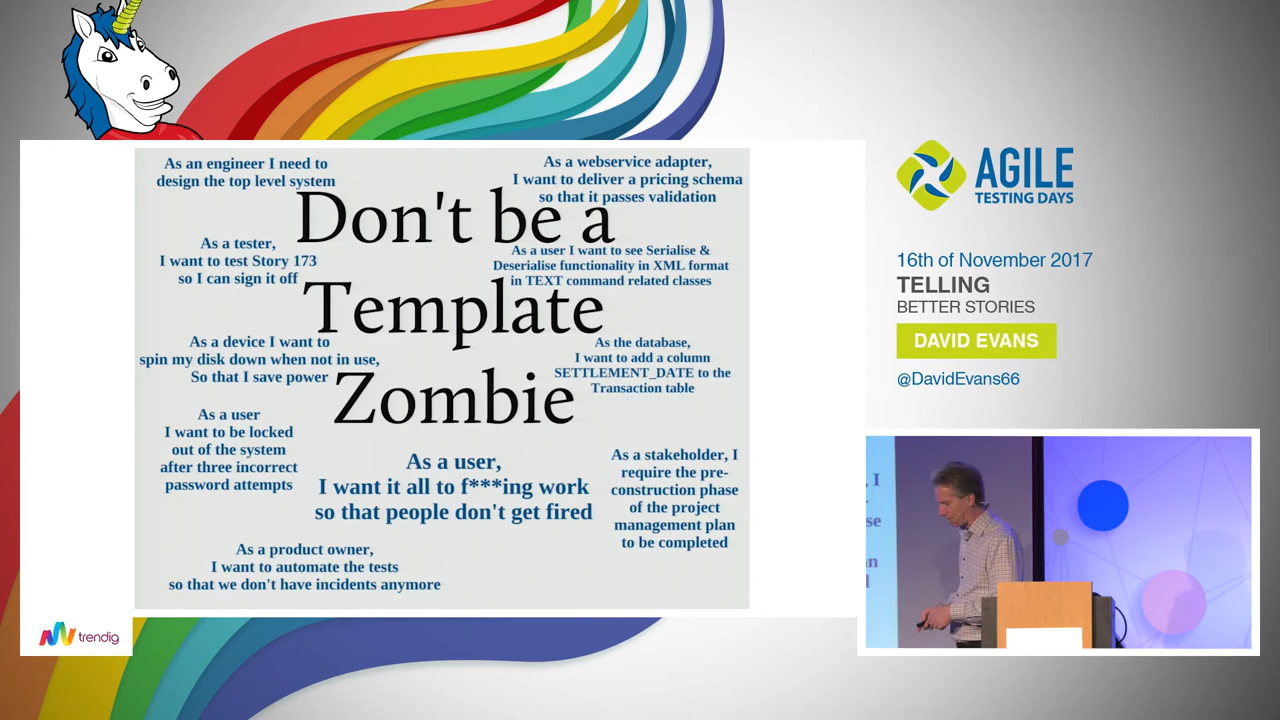 As an engineer I need to
design the top level system
As a webservice adapter,
I want to deliver a pricing schema
so that it passes validation
Don't be a
As a tester,
I want to test Story 173
so I can sign it off
As a user I want to see Serialise &
Deserialise functionality in XML format
in TEXT command related classes
Template
As a device I want to
spin my disk down when not in use,
So that I save power
As the database,
I want to add a column
SETTLEMENT_DATE to the
Transaction table
Zombie
As a user
I want to be locked
out of the system
after three incorrect
password attempts
As a user,
I want it all to f***ing work
so that people don't get fired
As a stakeholder, I
require the pre-
construction phase
of the project
management plan
to be completed
As a product owner,
I want to automate the tests
so that we don't have incidents anymore
trendig
AGILE
TESTING DAYS
16th of November 2017
TELLING
BETTER STORIES
DAVID EVANS
@DavidEvans66
, I
se